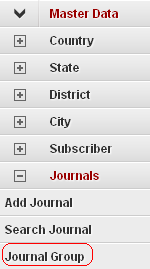 Master Data
Country
State
District
City
Subscriber
Journals
Add Journal
Search Journal
Journal Group